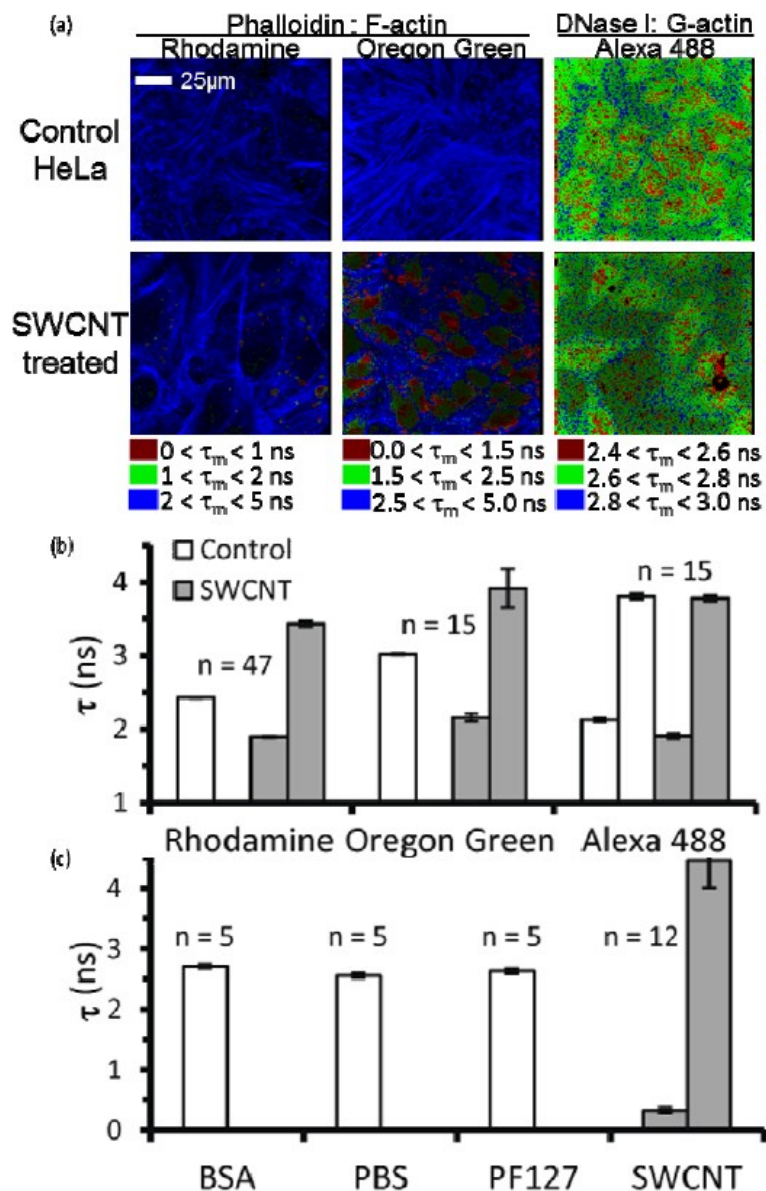 (a)
Phalloidin : F-actin
DNase I: G-actin
Rhodamine
Oregon Green
Alexa 488
25µm
Control
HeLa
SWCNT
treated
0 < τm < 1 ns
0.0 < τm < 1.5 ns
2.4 < τm < 2.6 ns
1 < τm < 2 ns
1.5 < τm < 2.5 ns
2.6 < τm < 2.8 ns
2 < τm < 5 ns
2.5 < τm < 5.0 ns
2.8 < τm < 3.0 ns
(b)
Control
SWCNT
n = 47
n = 15
n = 15
τ (ns)
4
3
2
1
Rhodamine Oregon Green Alexa 488
(c)
n = 5
n = 5
n = 5
n = 12
τ (ns)
4
3
2
1
0
BSA
PBS
PF127
SWCNT